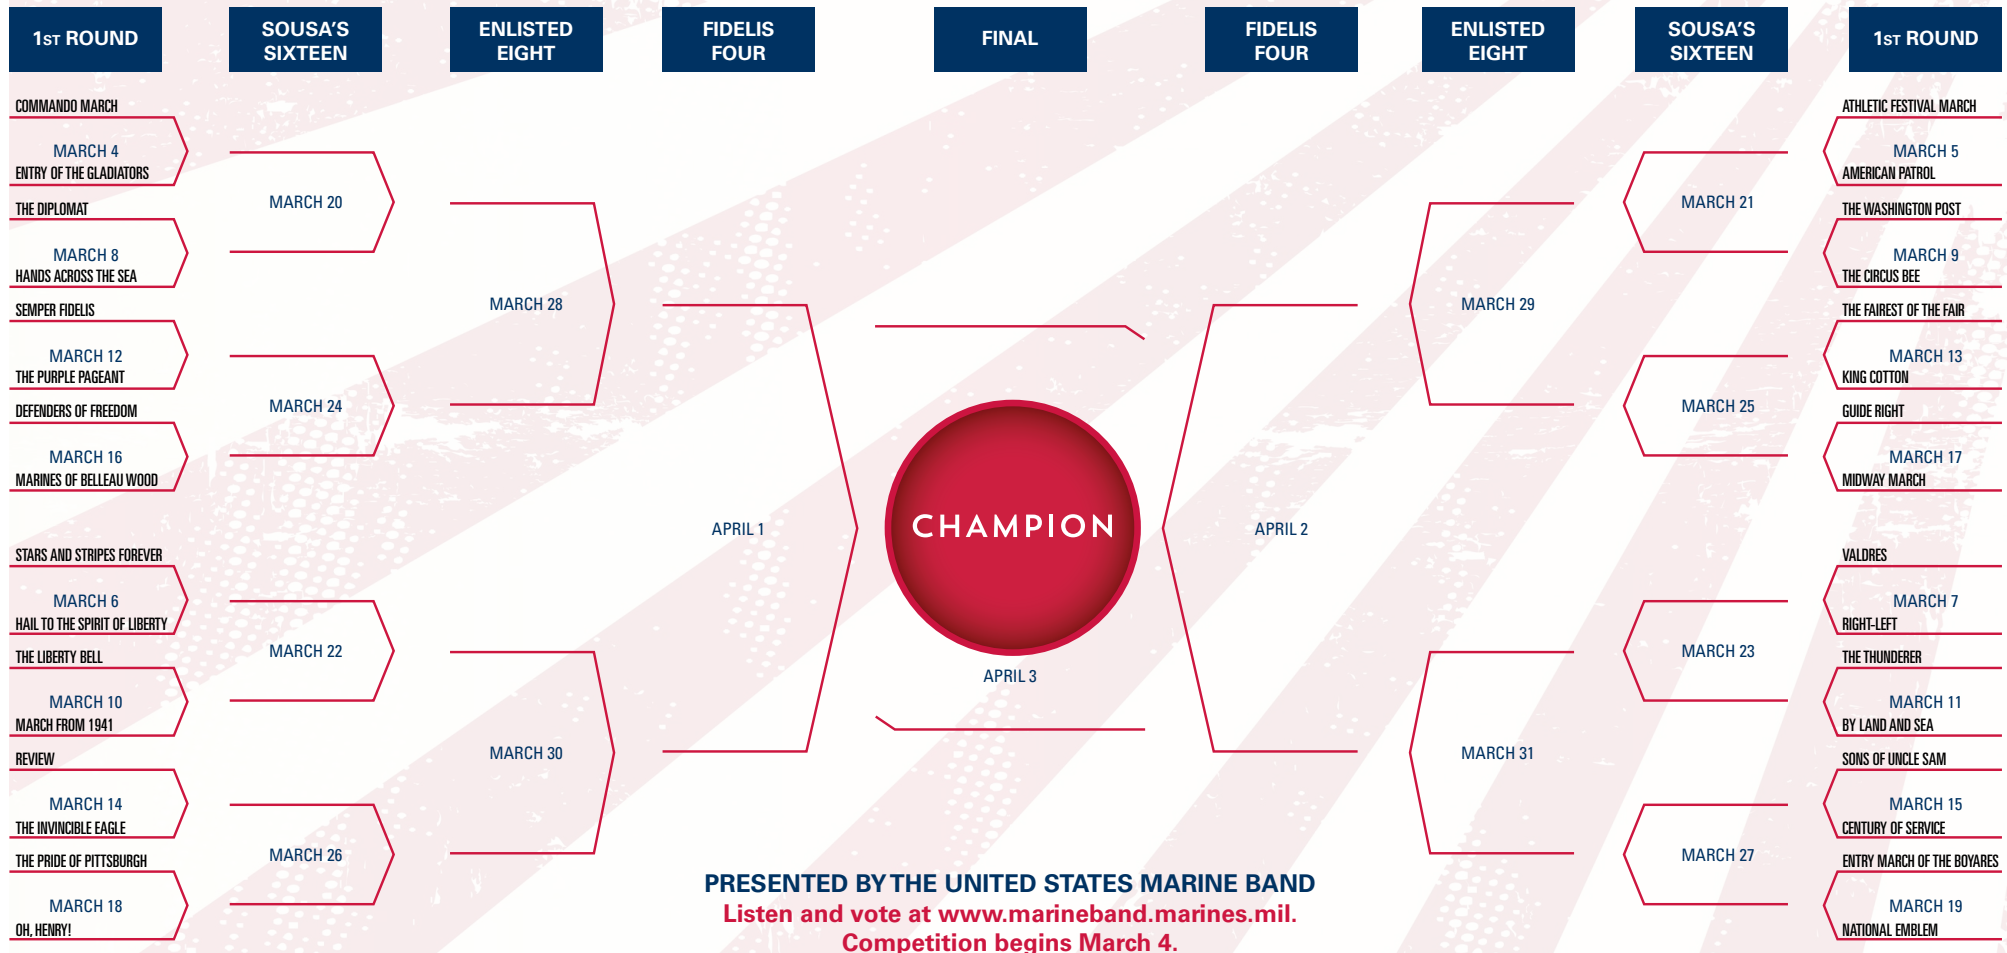 1ST ROUND
SOUSA'S
SIXTEEN
ENLISTED
EIGHT
FIDELIS
FOUR
FINAL
FIDELIS
FOUR
ENLISTED
EIGHT
SOUSA'S
SIXTEEN
1ST ROUND
COMMANDO MARCH
MARCH 4
ENTRY OF THE GLADIATORS
THE DIPLOMAT
MARCH 8
HANDS ACROSS THE SEA
SEMPER FIDELIS
MARCH 12
THE PURPLE PAGEANT
DEFENDERS OF FREEDOM
MARCH 16
MARINES OF BELLEAU WOOD
STARS AND STRIPES FOREVER
MARCH 6
HAIL TO THE SPIRIT OF LIBERTY
THE LIBERTY BELL
MARCH 10
MARCH FROM 1941
REVIEW
MARCH 14
THE INVINCIBLE EAGLE
THE PRIDE OF PITTSBURGH
MARCH 18
OH, HENRY!
MARCH 20
MARCH 24
MARCH 22
MARCH 26
MARCH 28
MARCH 30
APRIL 1
CHAMPION
APRIL 3
APRIL 2
MARCH 29
MARCH 31
MARCH 21
MARCH 25
MARCH 23
MARCH 27
ATHLETIC FESTIVAL MARCH
MARCH 5
AMERICAN PATROL
THE WASHINGTON POST
MARCH 9
THE CIRCUS BEE
THE FAIREST OF THE FAIR
MARCH 13
KING COTTON
GUIDE RIGHT
MARCH 17
MIDWAY MARCH
VALDRES
MARCH 7
RIGHT-LEFT
THE THUNDERER
MARCH 11
BY LAND AND SEA
SONS OF UNCLE SAM
MARCH 15
CENTURY OF SERVICE
ENTRY MARCH OF THE BOYARES
MARCH 19
NATIONAL EMBLEM
PRESENTED BY THE UNITED STATES MARINE BAND
Listen and vote at www.marineband.marines.mil.
Competition begins March 4.